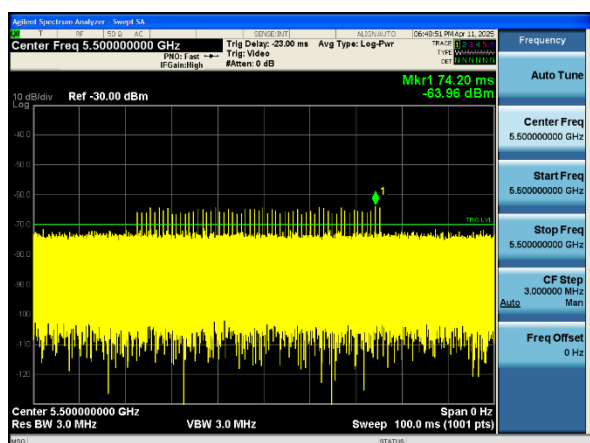 Agilent Spectrum Analyzer - Swept SA
T RF 50 Ω AC SENSE:INT ALIGNAUTO 06:48:51 PM Apr 11, 2025
Center Freq 5.500000000 GHz
PNO: Fast
IFGain:High
Trig Delay: -23.00 ms
Trig: Video
#Atten: 0 dB
Avg Type: Log-Pwr
TRACE 1 2 3 4 5 6
TYPE
DET N N N N N N
Mkr1 74.20 ms
-63.96 dBm
10 dB/div Ref -30.00 dBm
Log
-40.0
-50.0
1
-60.0
TRIG LVL
-70.0
-80.0
-90.0
-100
-110
-120
Center 5.500000000 GHz Span 0 Hz
Res BW 3.0 MHz VBW 3.0 MHz Sweep 100.0 ms (1001 pts)
MSG STATUS
Frequency
Auto Tune
Center Freq
5.500000000 GHz
Start Freq
5.500000000 GHz
Stop Freq
5.500000000 GHz
CF Step
3.000000 MHz
Auto Man
Freq Offset
0 Hz